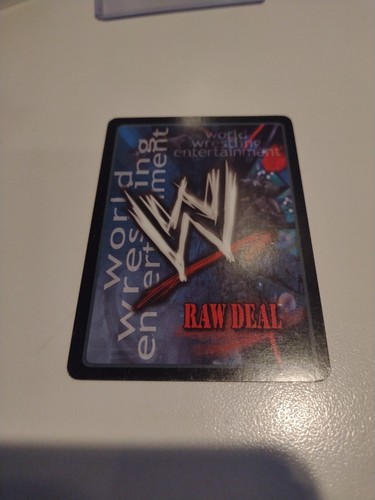 world
wrestling
entertainment
world
wrestling
entertainment
W
RAW DEAL